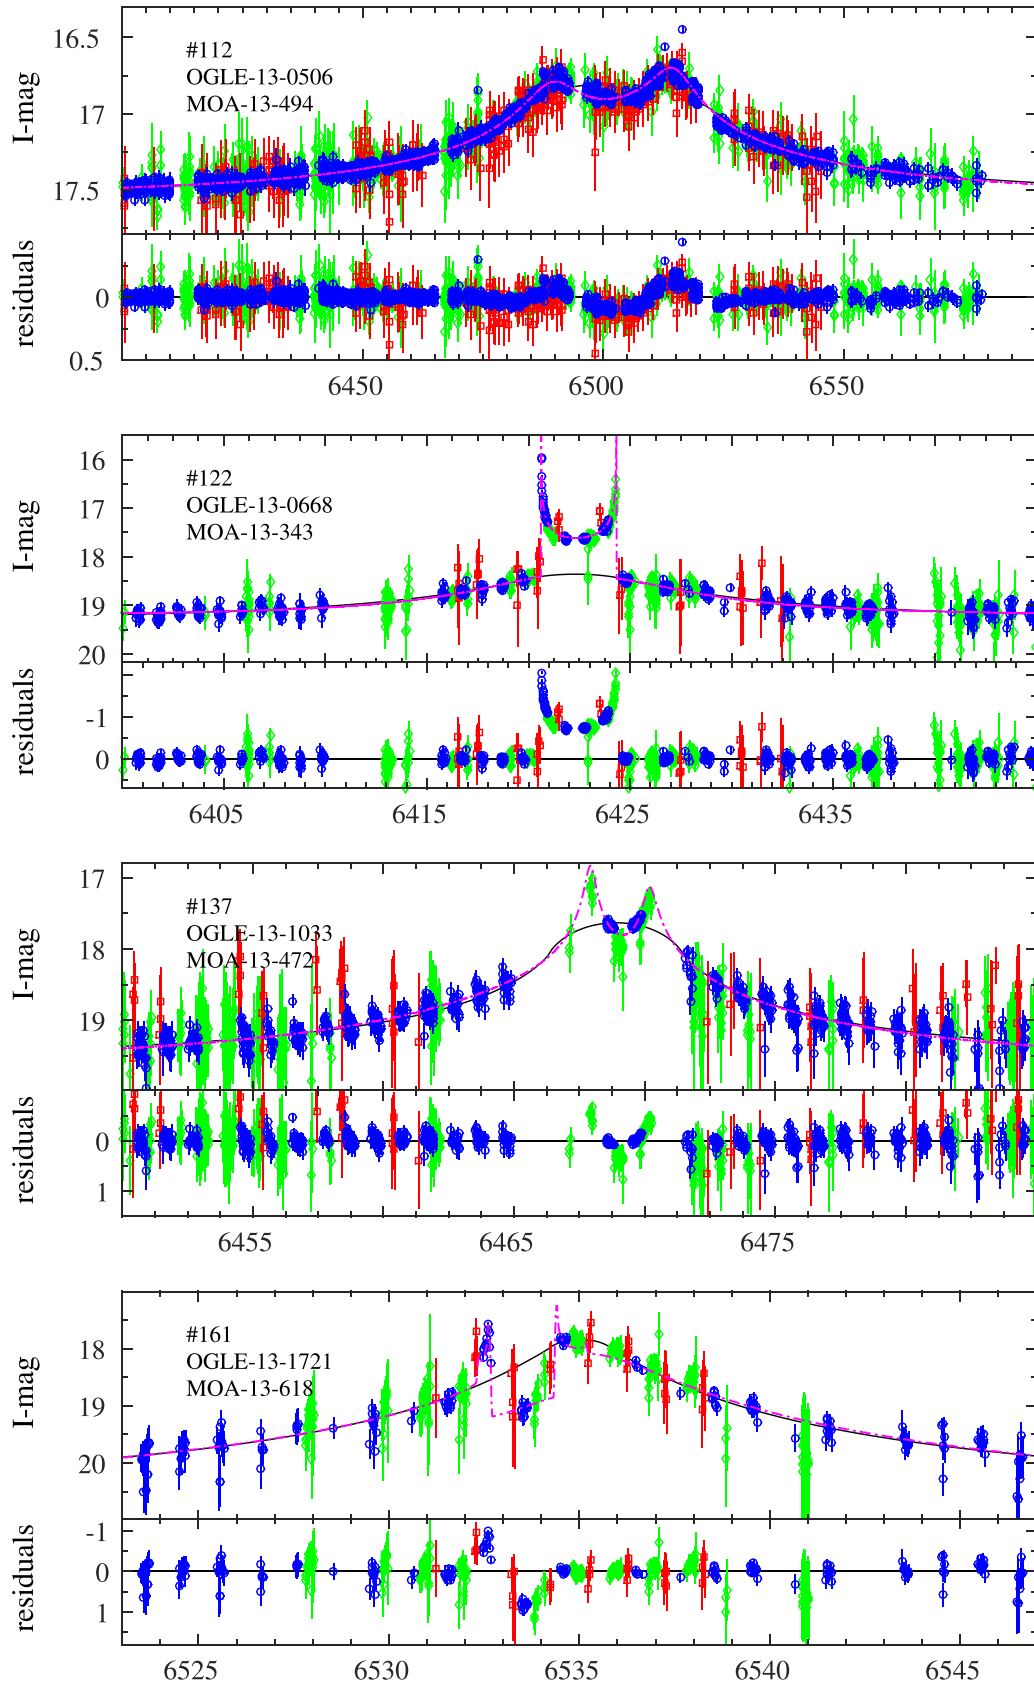 16.5
17
17.5
I-mag
#112
OGLE-13-0506
MOA-13-494
0
0.5
residuals
6450 6500 6550
16
17
18
19
20
I-mag
#122
OGLE-13-0668
MOA-13-343
-1
0
residuals
6405 6415 6425 6435
17
18
19
I-mag
#137
OGLE-13-1033
MOA-13-472
0
1
residuals
6455 6465 6475
18
19
20
I-mag
#161
OGLE-13-1721
MOA-13-618
-1
0
1
residuals
6525 6530 6535 6540 6545